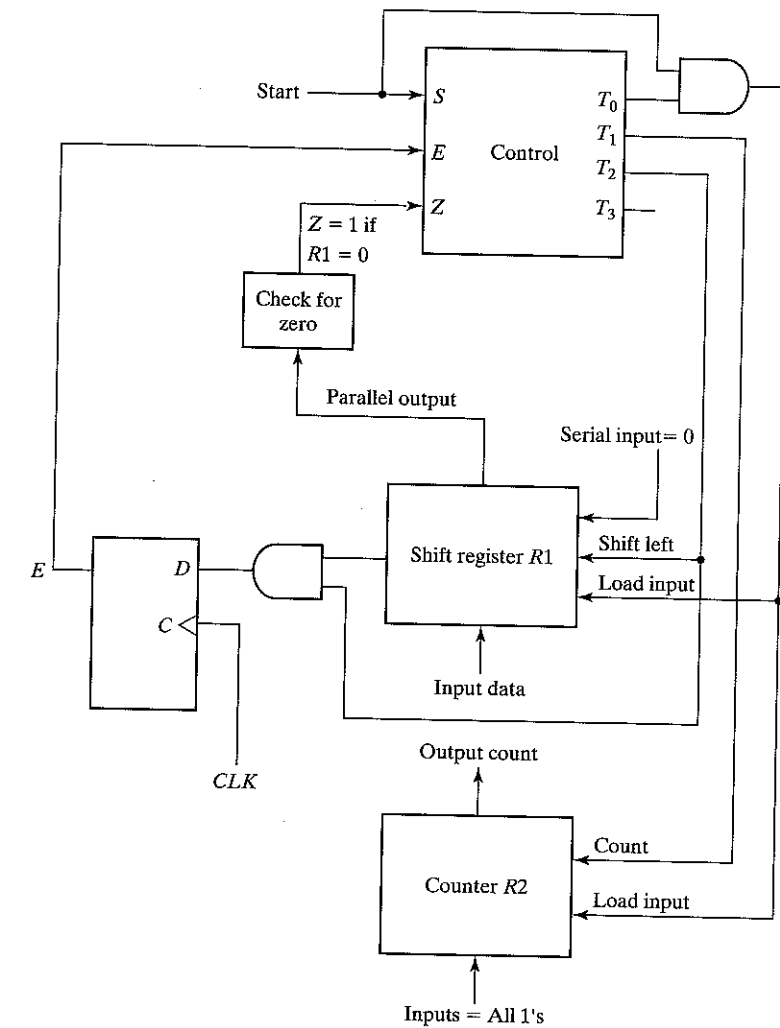 Start
S
T0
T1
E
Control
T2
Z
T3
Z = 1 if
R1 = 0
Check for
zero
Parallel output
Serial input= 0
Shift register R1
Shift left
Load input
E
D
C
Input data
CLK
Output count
Count
Counter R2
Load input
Inputs = All 1's